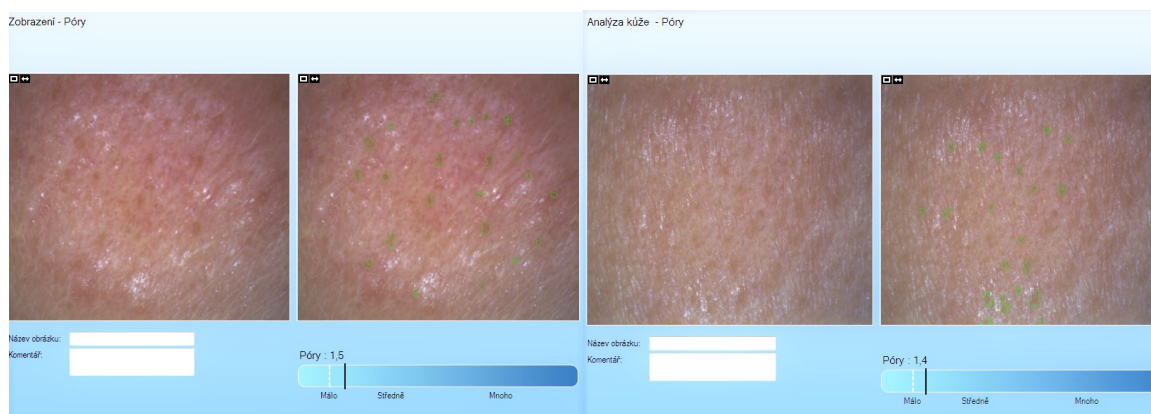 Zobrazení - Póry
Název obrázku:
Komentář:
Póry : 1,5
Málo Středně Mnoho
Analýza kůže - Póry
Název obrázku:
Komentář:
Póry : 1,4
Málo Středně Mnoho